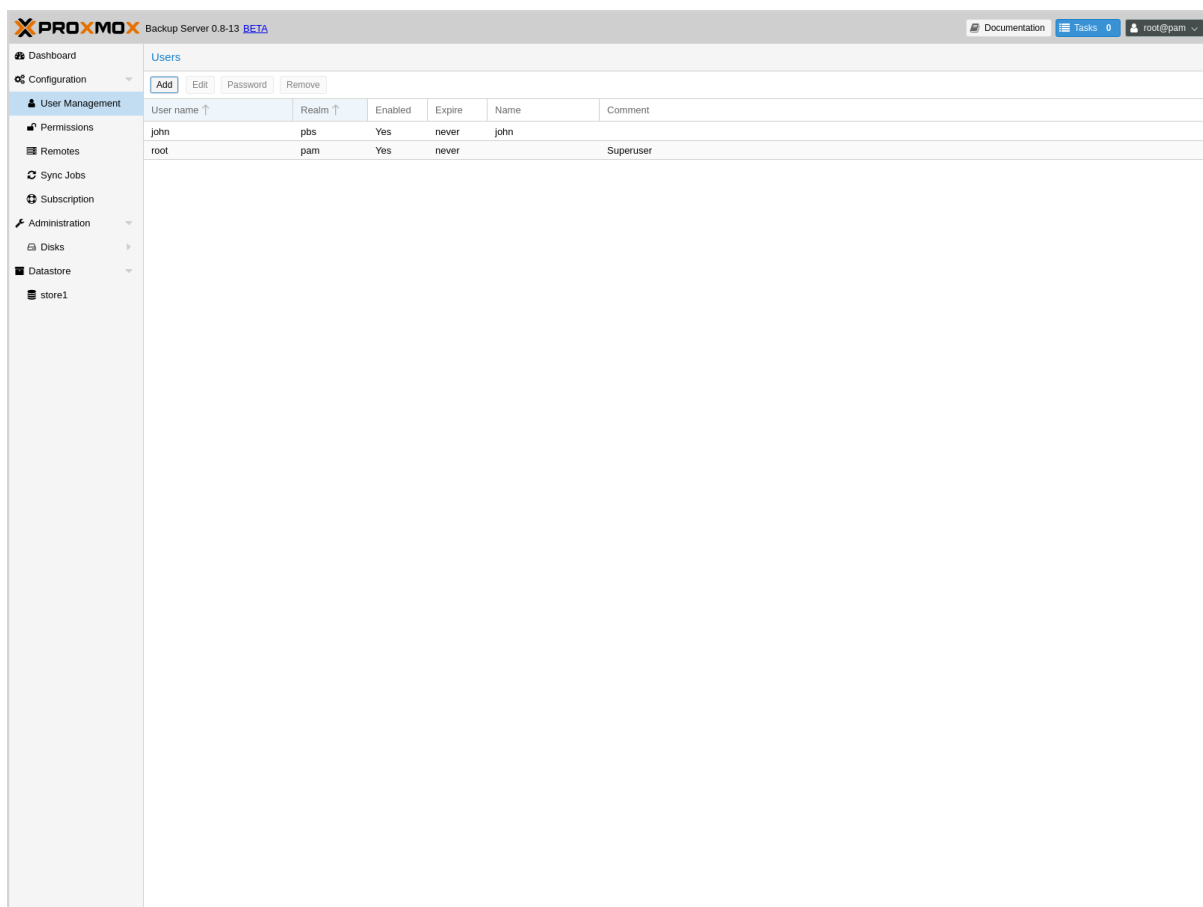 PROXMOX Backup Server 0.8-13 BETA Documentation Tasks 0 root@pam
Dashboard
Configuration
User Management
Permissions
Remotes
Sync Jobs
Subscription
Administration
Disks
Datastore
store1
Users
Add Edit Password Remove
User name Realm Enabled Expire Name Comment
john pbs Yes never john
root pam Yes never Superuser